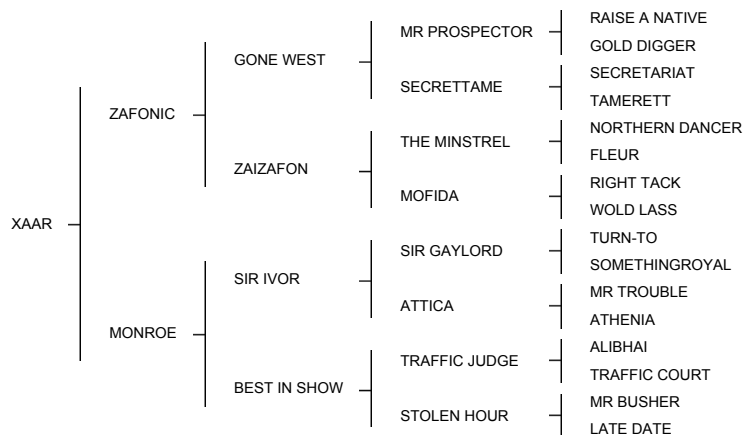 XAAR
ZAFONIC
MONROE
GONE WEST
ZAIZAFON
SIR IVOR
BEST IN SHOW
MR PROSPECTOR
SECRETTAME
THE MINSTREL
MOFIDA
SIR GAYLORD
ATTICA
TRAFFIC JUDGE
STOLEN HOUR
RAISE A NATIVE
GOLD DIGGER
SECRETARIAT
TAMERETT
NORTHERN DANCER
FLEUR
RIGHT TACK
WOLD LASS
TURN-TO
SOMETHINGROYAL
MR TROUBLE
ATHENIA
ALIBHAI
TRAFFIC COURT
MR BUSHER
LATE DATE